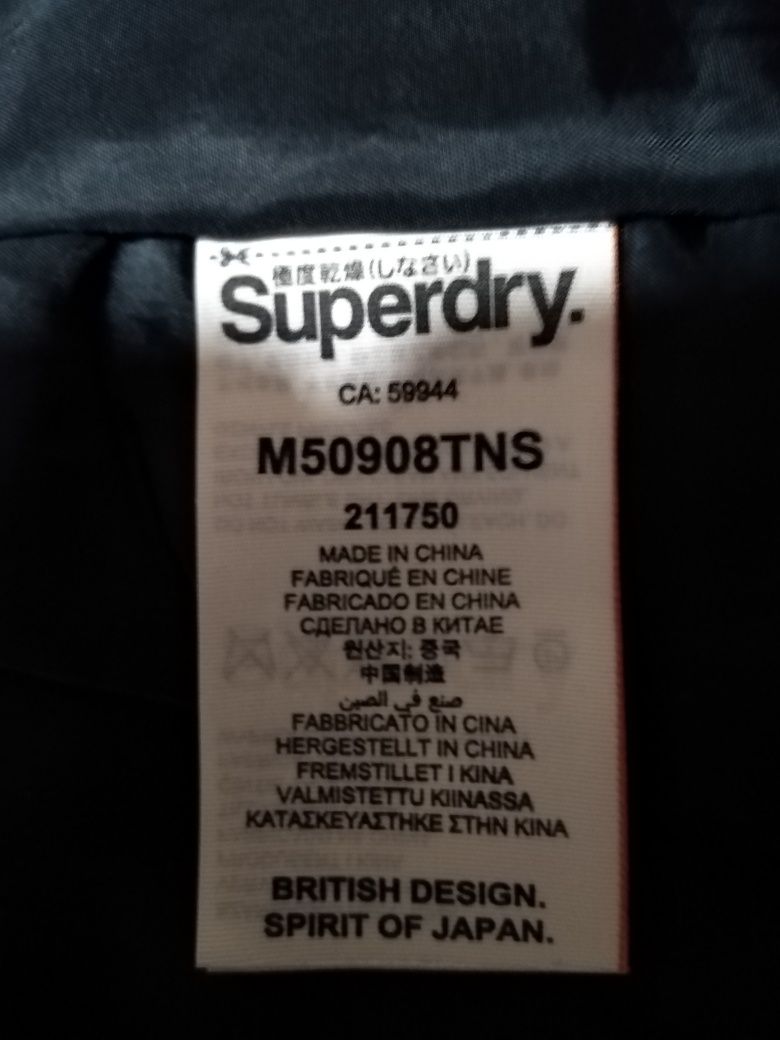 極度乾燥(しなさい)
Superdry.
CA: 59944
M50908TNS
211750
MADE IN CHINA
FABRIQUÉ EN CHINE
FABRICADO EN CHINA
СДЕЛАНО В КИТАЕ
원산지: 중국
中国制造
صنع في الصين
FABBRICATO IN CINA
HERGESTELLT IN CHINA
FREMSTILLET I KINA
VALMISTETTU KIINASSA
ΚΑΤΑΣΚΕΥΑΣΤΗΚΕ ΣΤΗΝ ΚΙΝΑ
BRITISH DESIGN.
SPIRIT OF JAPAN.